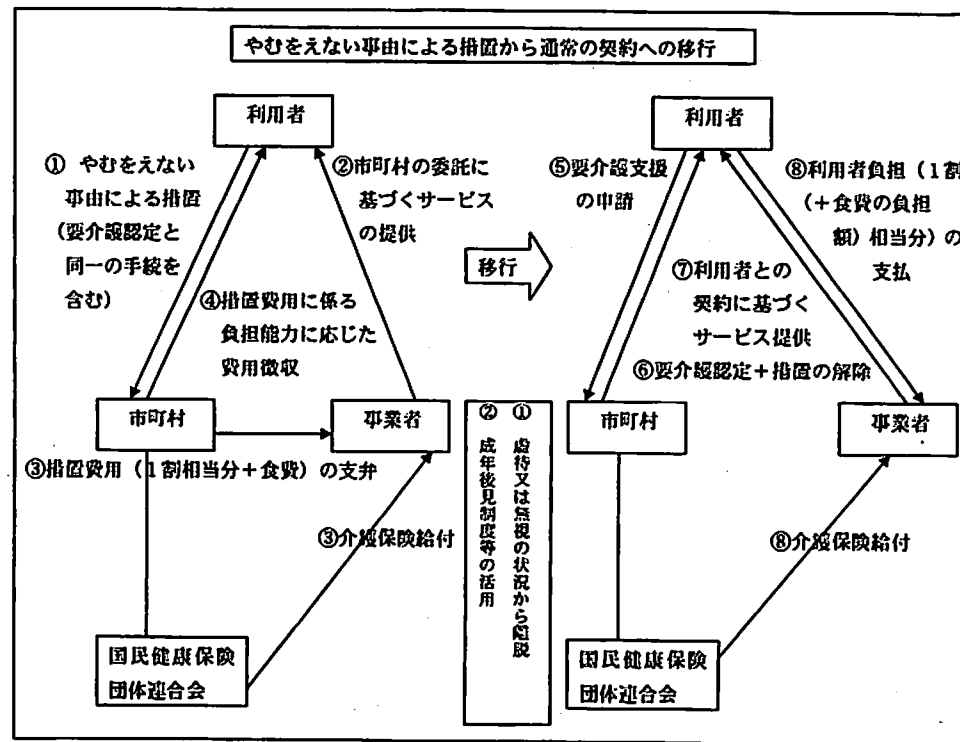 やむをえない事由による措置から通常の契約への移行
利用者
① やむをえない
事由による措置
(要介護認定と
同一の手続を
含む)
②市町村の委託に
基づくサービス
の提供
④措置費用に係る
負担能力に応じた
費用徴収
市町村
事業者
③措置費用（1割相当分＋食費）の支弁
③介護保険給付
国民健康保険
団体連合会
移行
① 虐待又は無視の状況から離脱
② 成年後見制度等の活用
利用者
⑤要介護支援
の申請
⑧利用者負担（1割
(＋食費の負担
額）相当分）の
支払
⑦利用者との
契約に基づく
サービス提供
⑥要介護認定＋措置の解除
市町村
事業者
⑧介護保険給付
国民健康保険
団体連合会